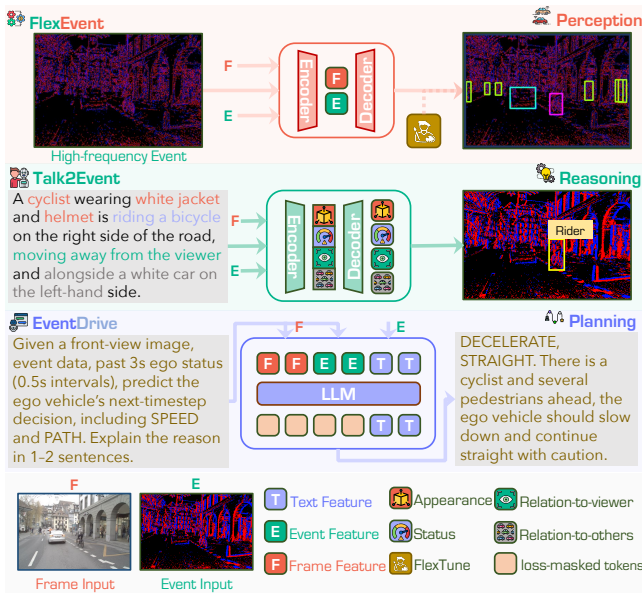 FlexEvent
Perception
F
E
Encoder
F
E
Decoder
High-frequency Event
Talk2Event
Reasoning
A cyclist wearing white jacket
and helmet is riding a bicycle
on the right side of the road,
moving away from the viewer
and alongside a white car on
the left-hand side.
F
E
Encoder
Decoder
Rider
EventDrive
Planning
Given a front-view image,
event data, past 3s ego status
(0.5s intervals), predict the
ego vehicle's next-timestep
decision, including SPEED
and PATH. Explain the reason
in 1–2 sentences.
F
E
F F E E T T
LLM
T T
DECELERATE,
STRAIGHT. There is a
cyclist and several
pedestrians ahead, the
ego vehicle should slow
down and continue
straight with caution.
F
E
Frame Input
Event Input
T Text Feature
E Event Feature
F Frame Feature
Appearance
Status
FlexTune
Relation-to-viewer
Relation-to-others
loss-masked tokens